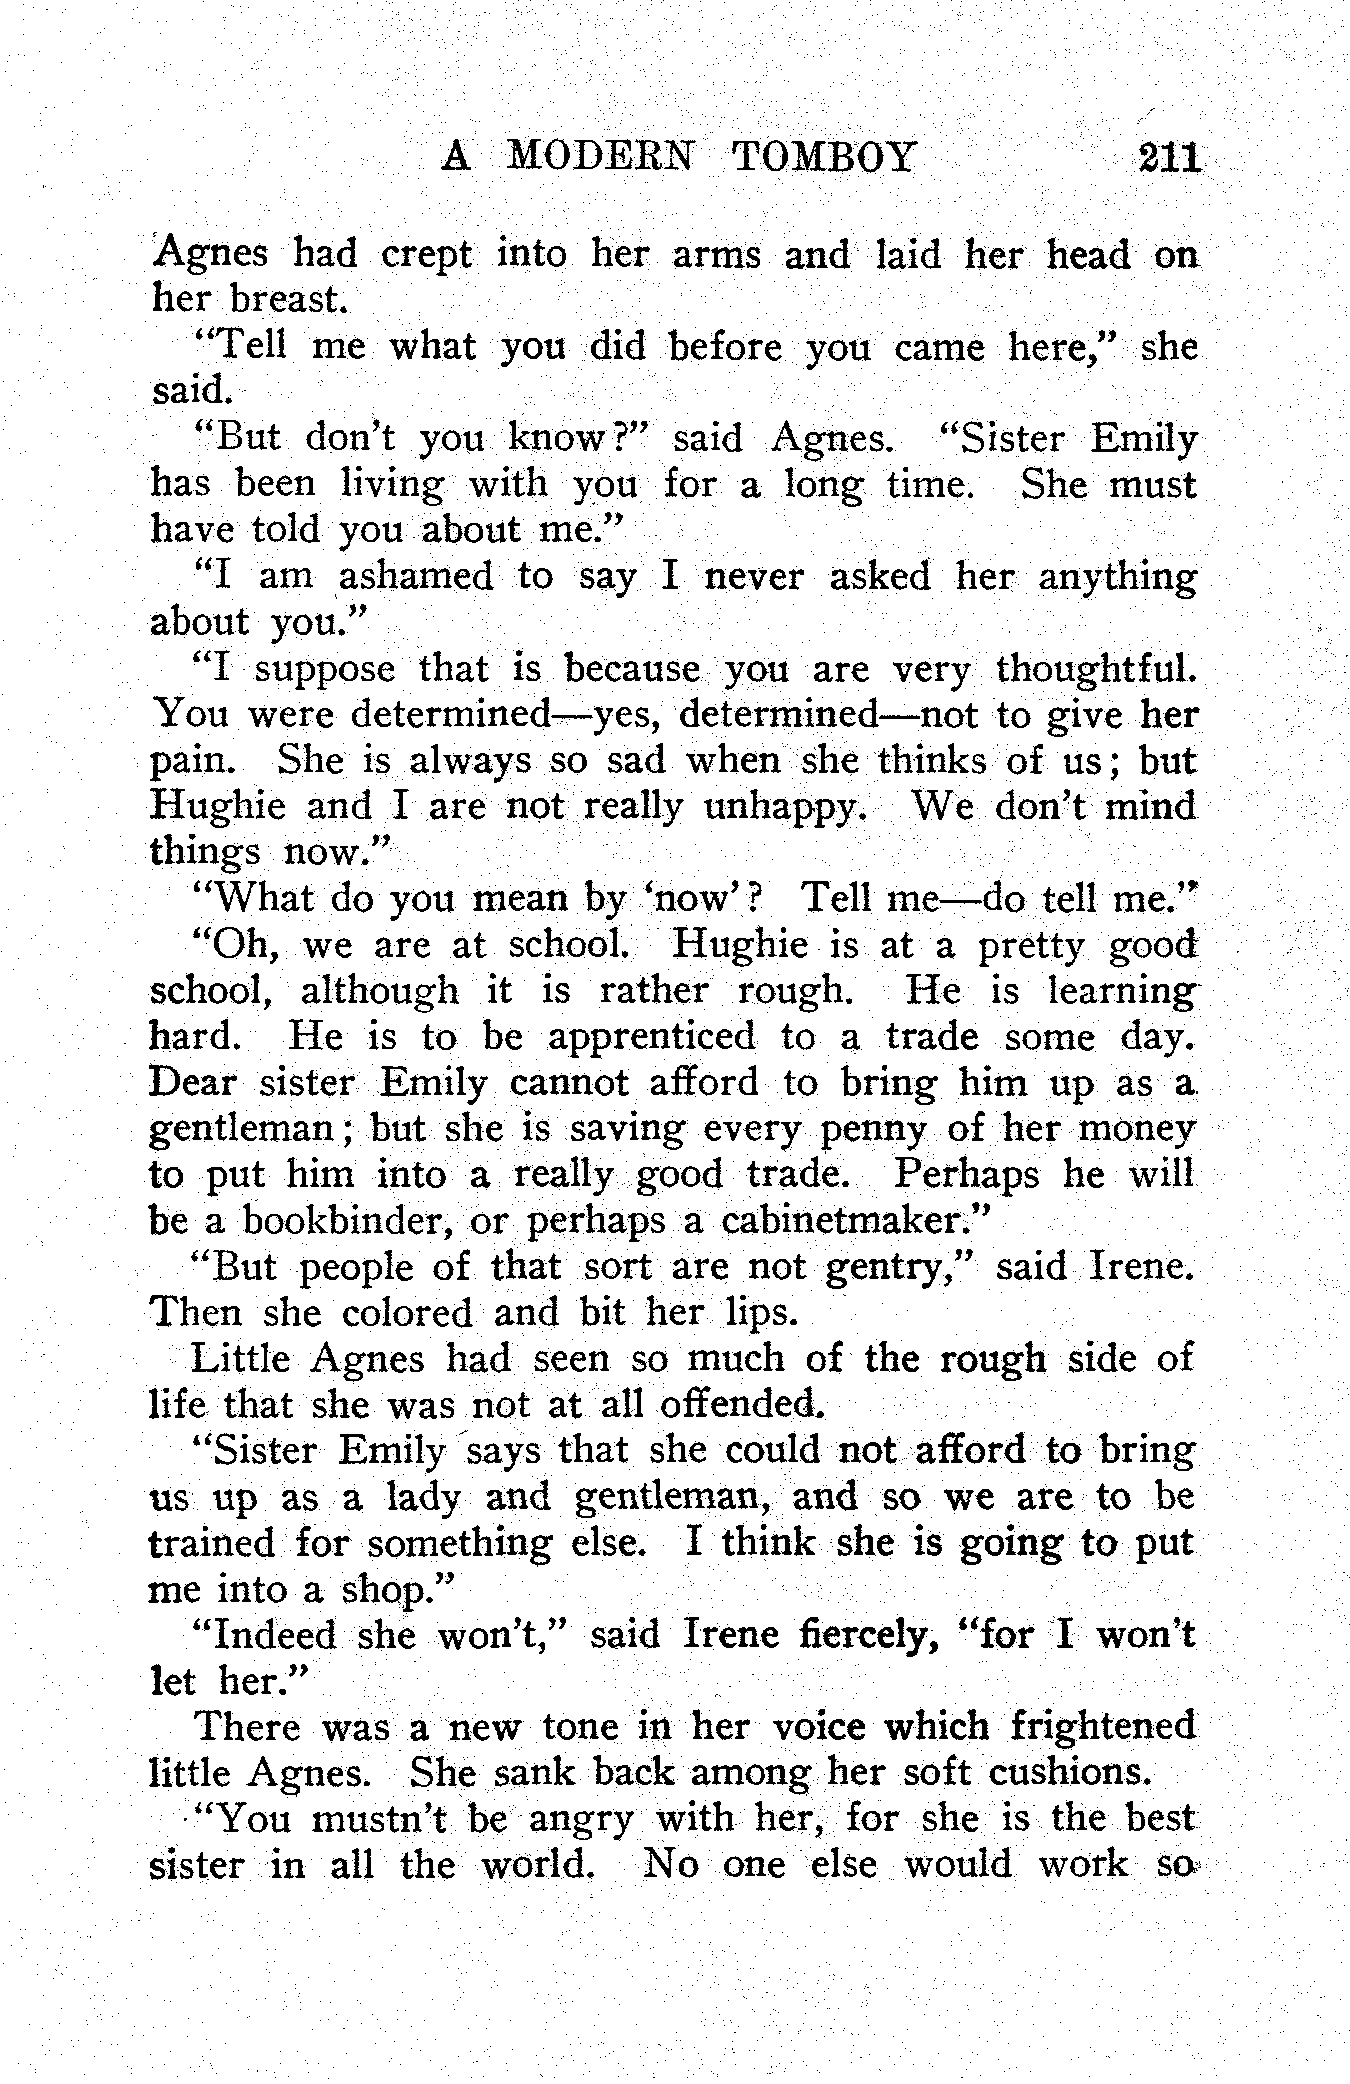 A MODERN TOMBOY 211
Agnes had crept into her arms and laid her head on
her breast.
“Tell me what you did before you came here,” she
said.
“But don’t you know?” said Agnes. “Sister Emily
has been living with you for a long time. She must
have told you about me.”
“I am ashamed to say I never asked her anything
about you.”
“I suppose that is because you are very thoughtful.
You were determined—yes, determined—not to give her
pain. She is always so sad when she thinks of us; but
Hughie and I are not really unhappy. We don’t mind
things now.”
“What do you mean by ‘now’? Tell me—do tell me.”
“Oh, we are at school. Hughie is at a pretty good
school, although it is rather rough. He is learning
hard. He is to be apprenticed to a trade some day.
Dear sister Emily cannot afford to bring him up as a
gentleman; but she is saving every penny of her money
to put him into a really good trade. Perhaps he will
be a bookbinder, or perhaps a cabinetmaker.”
“But people of that sort are not gentry,” said Irene.
Then she colored and bit her lips.
Little Agnes had seen so much of the rough side of
life that she was not at all offended.
“Sister Emily says that she could not afford to bring
us up as a lady and gentleman, and so we are to be
trained for something else. I think she is going to put
me into a shop.”
“Indeed she won’t,” said Irene fiercely, “for I won’t
let her.”
There was a new tone in her voice which frightened
little Agnes. She sank back among her soft cushions.
“You mustn’t be angry with her, for she is the best
sister in all the world. No one else would work so